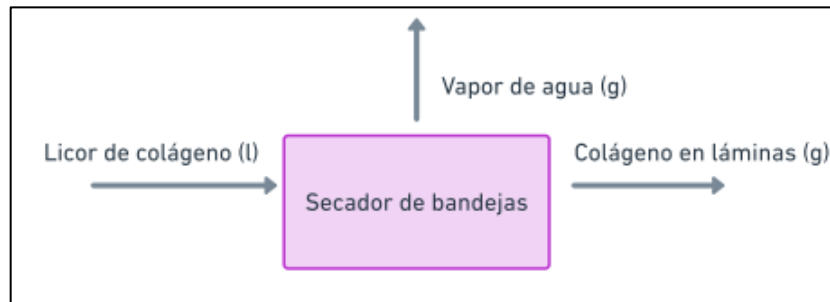 Vapor de agua (g)
Licor de colágeno (l)
Colágeno en láminas (g)
Secador de bandejas